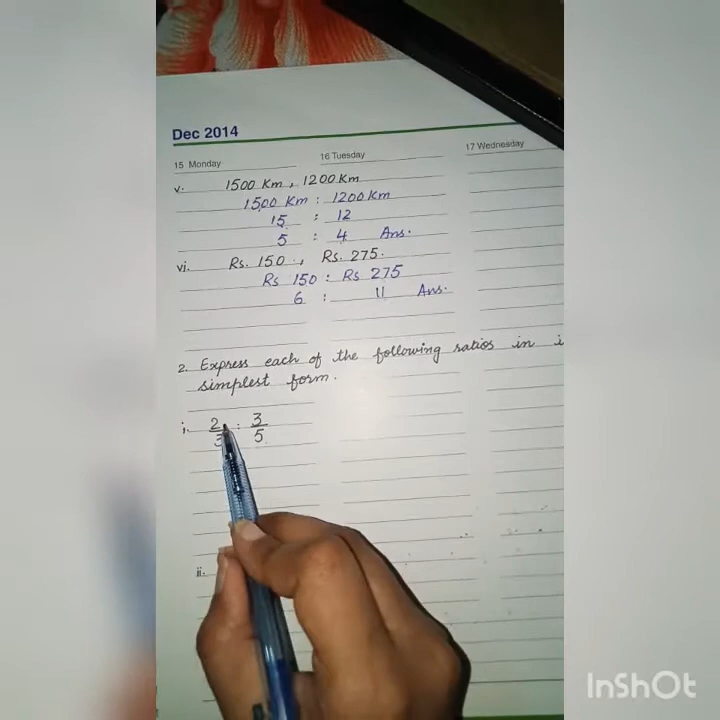 Dec 2014
15 Monday 16 Tuesday 17 Wednesday
v. 1500 Km, 1200 Km
1500 Km : 1200 Km
15 : 12
5 : 4 Ans.
vi. Rs. 150, Rs. 275.
Rs 150 : Rs 275
6 : 11 Ans.
2. Express each of the following ratios in i
simplest form.
i. 2/3 : 3/5
ii.
InShOt